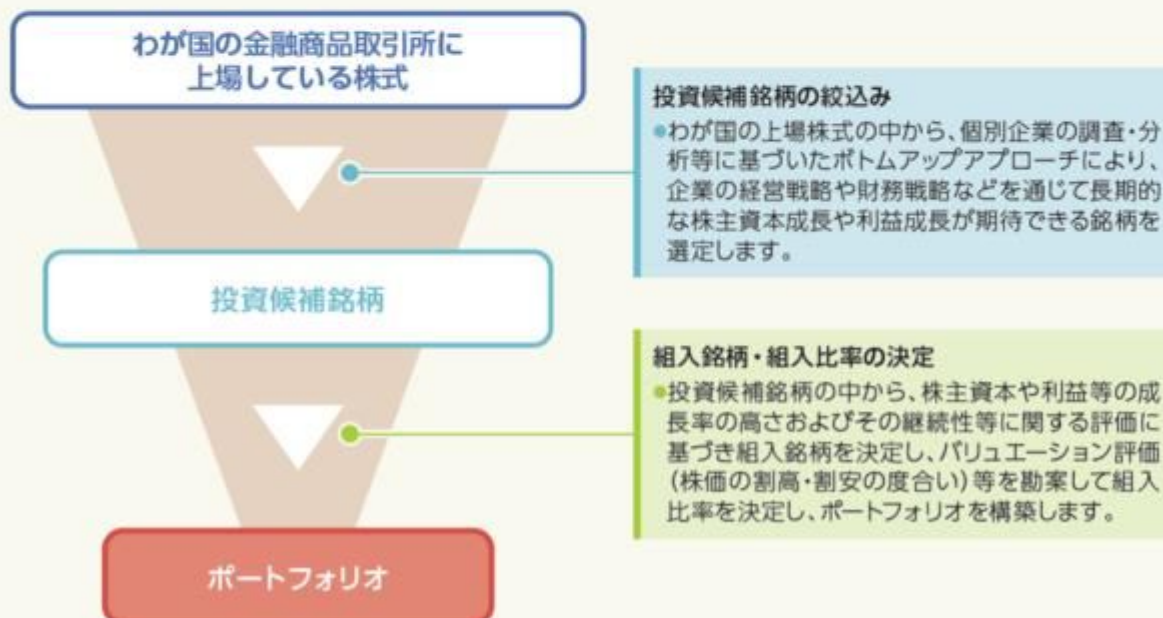 わが国の金融商品取引所に
上場している株式
投資候補銘柄の絞込み
●わが国の上場株式の中から、個別企業の調査・分
析等に基づいたボトムアップアプローチにより、
企業の経営戦略や財務戦略などを通じて長期的
な株主資本成長や利益成長が期待できる銘柄を
選定します。
投資候補銘柄
組入銘柄・組入比率の決定
●投資候補銘柄の中から、株主資本や利益等の成
長率の高さおよびその継続性等に関する評価に
基づき組入銘柄を決定し、バリュエーション評価
(株価の割高・割安の度合い)等を勘案して組入
比率を決定し、ポートフォリオを構築します。
ポートフォリオ